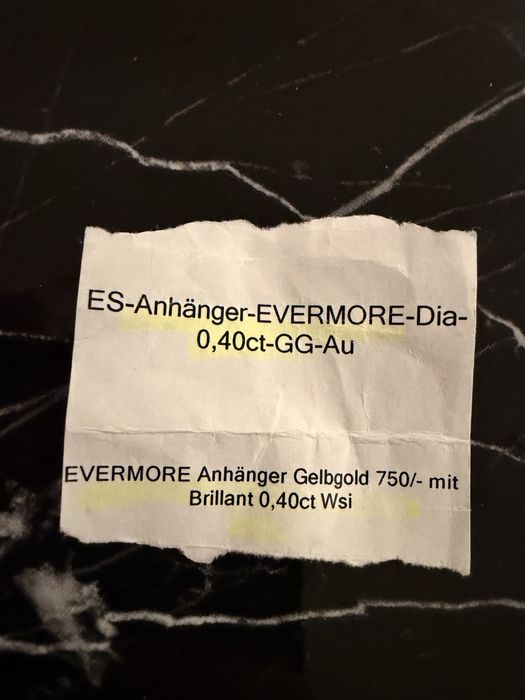 ES-Anhänger-EVERMORE-Dia-
0,40ct-GG-Au
EVERMORE Anhänger Gelbgold 750/- mit
Brillant 0,40ct Wsi